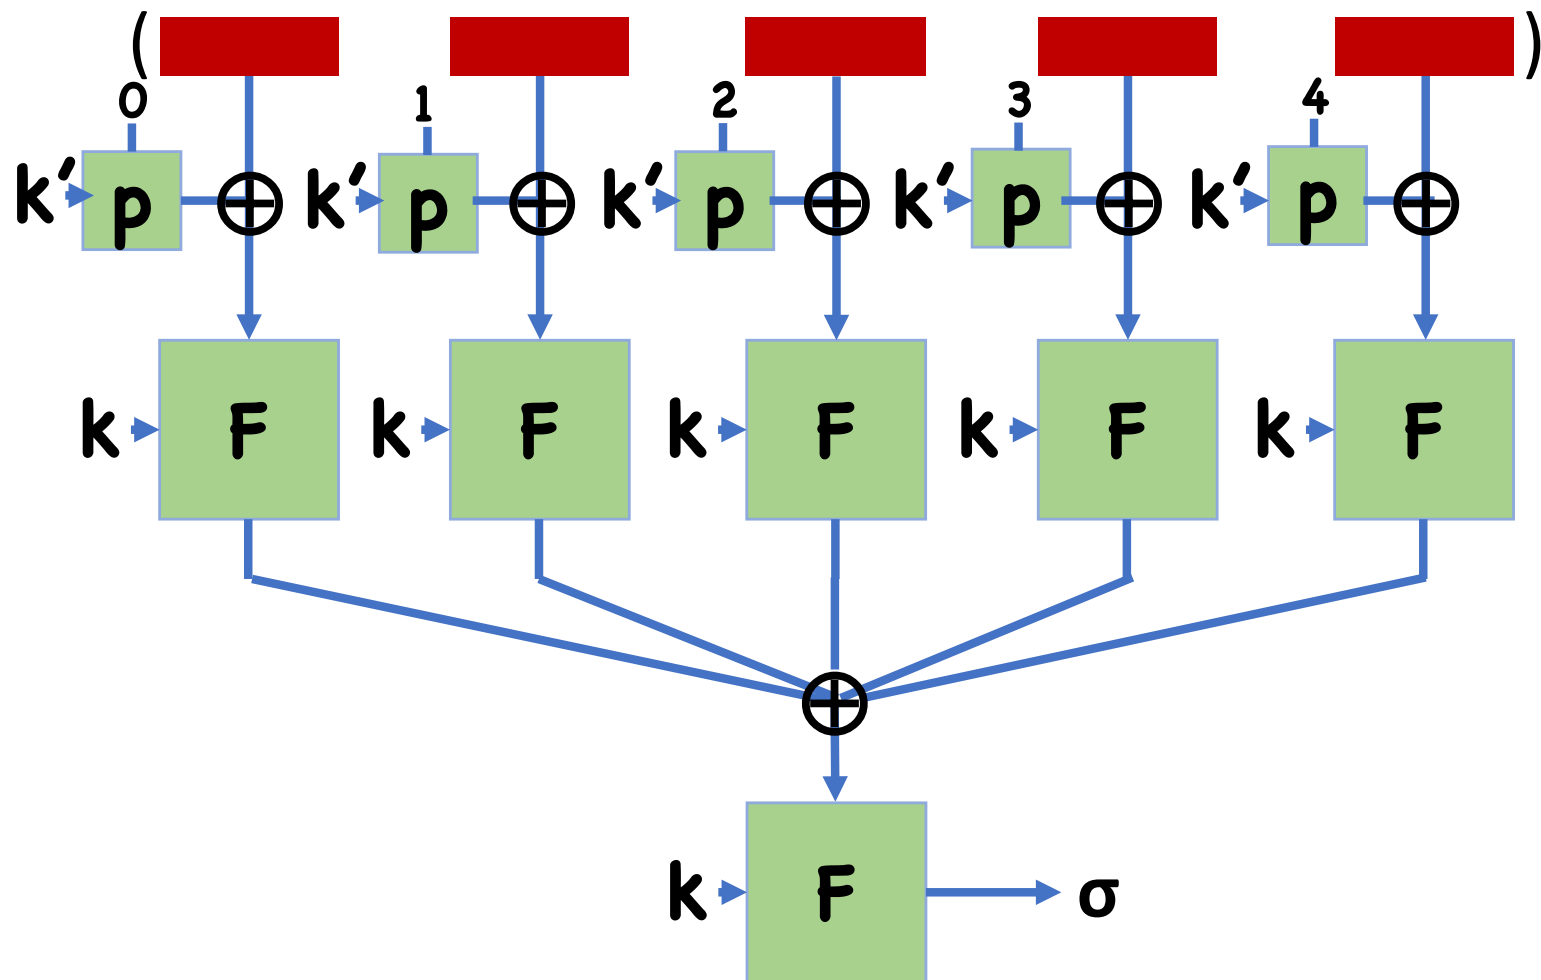 ( )
0 1 2 3 4
k' p ⊕ k' p ⊕ k' p ⊕ k' p ⊕ k' p ⊕
k F k F k F k F k F
⊕
k F σ